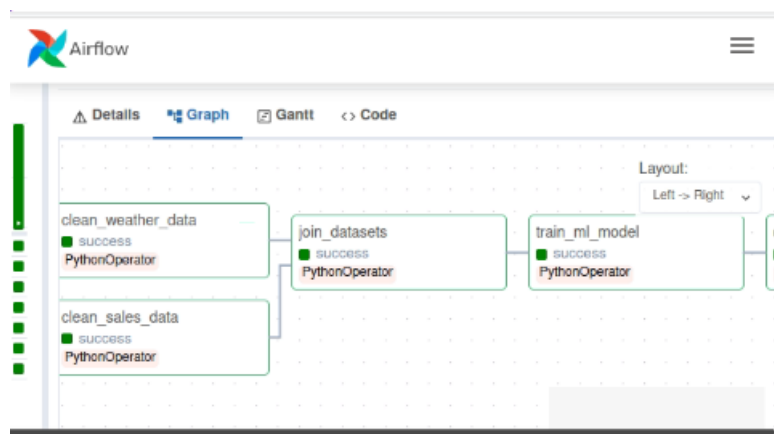 Airflow
Details Graph Gantt Code
Layout:
Left -> Right
clean_weather_data
success
PythonOperator
join_datasets
success
PythonOperator
train_ml_model
success
PythonOperator
clean_sales_data
success
PythonOperator